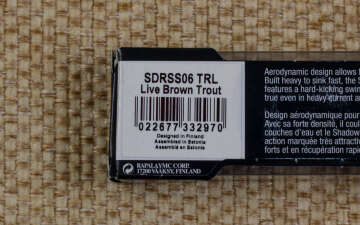 SDRSS06 TRL
Live Brown Trout
022677 332970
Designed in Finland
Assembled in Estonia
Assemblé en Estonie
RAPALA VMC CORP.
17200 VÄÄKSY, FINLAND
Aerodynamic design allows
Built heavy to sink fast, the
features a hard-kicking swim
true even in heavy current a
Design aérodynamique pour
Avec sa forte densité, il coul
couches d'eau et le Shadow
action marquée très attracti
forts et en récupération rapi